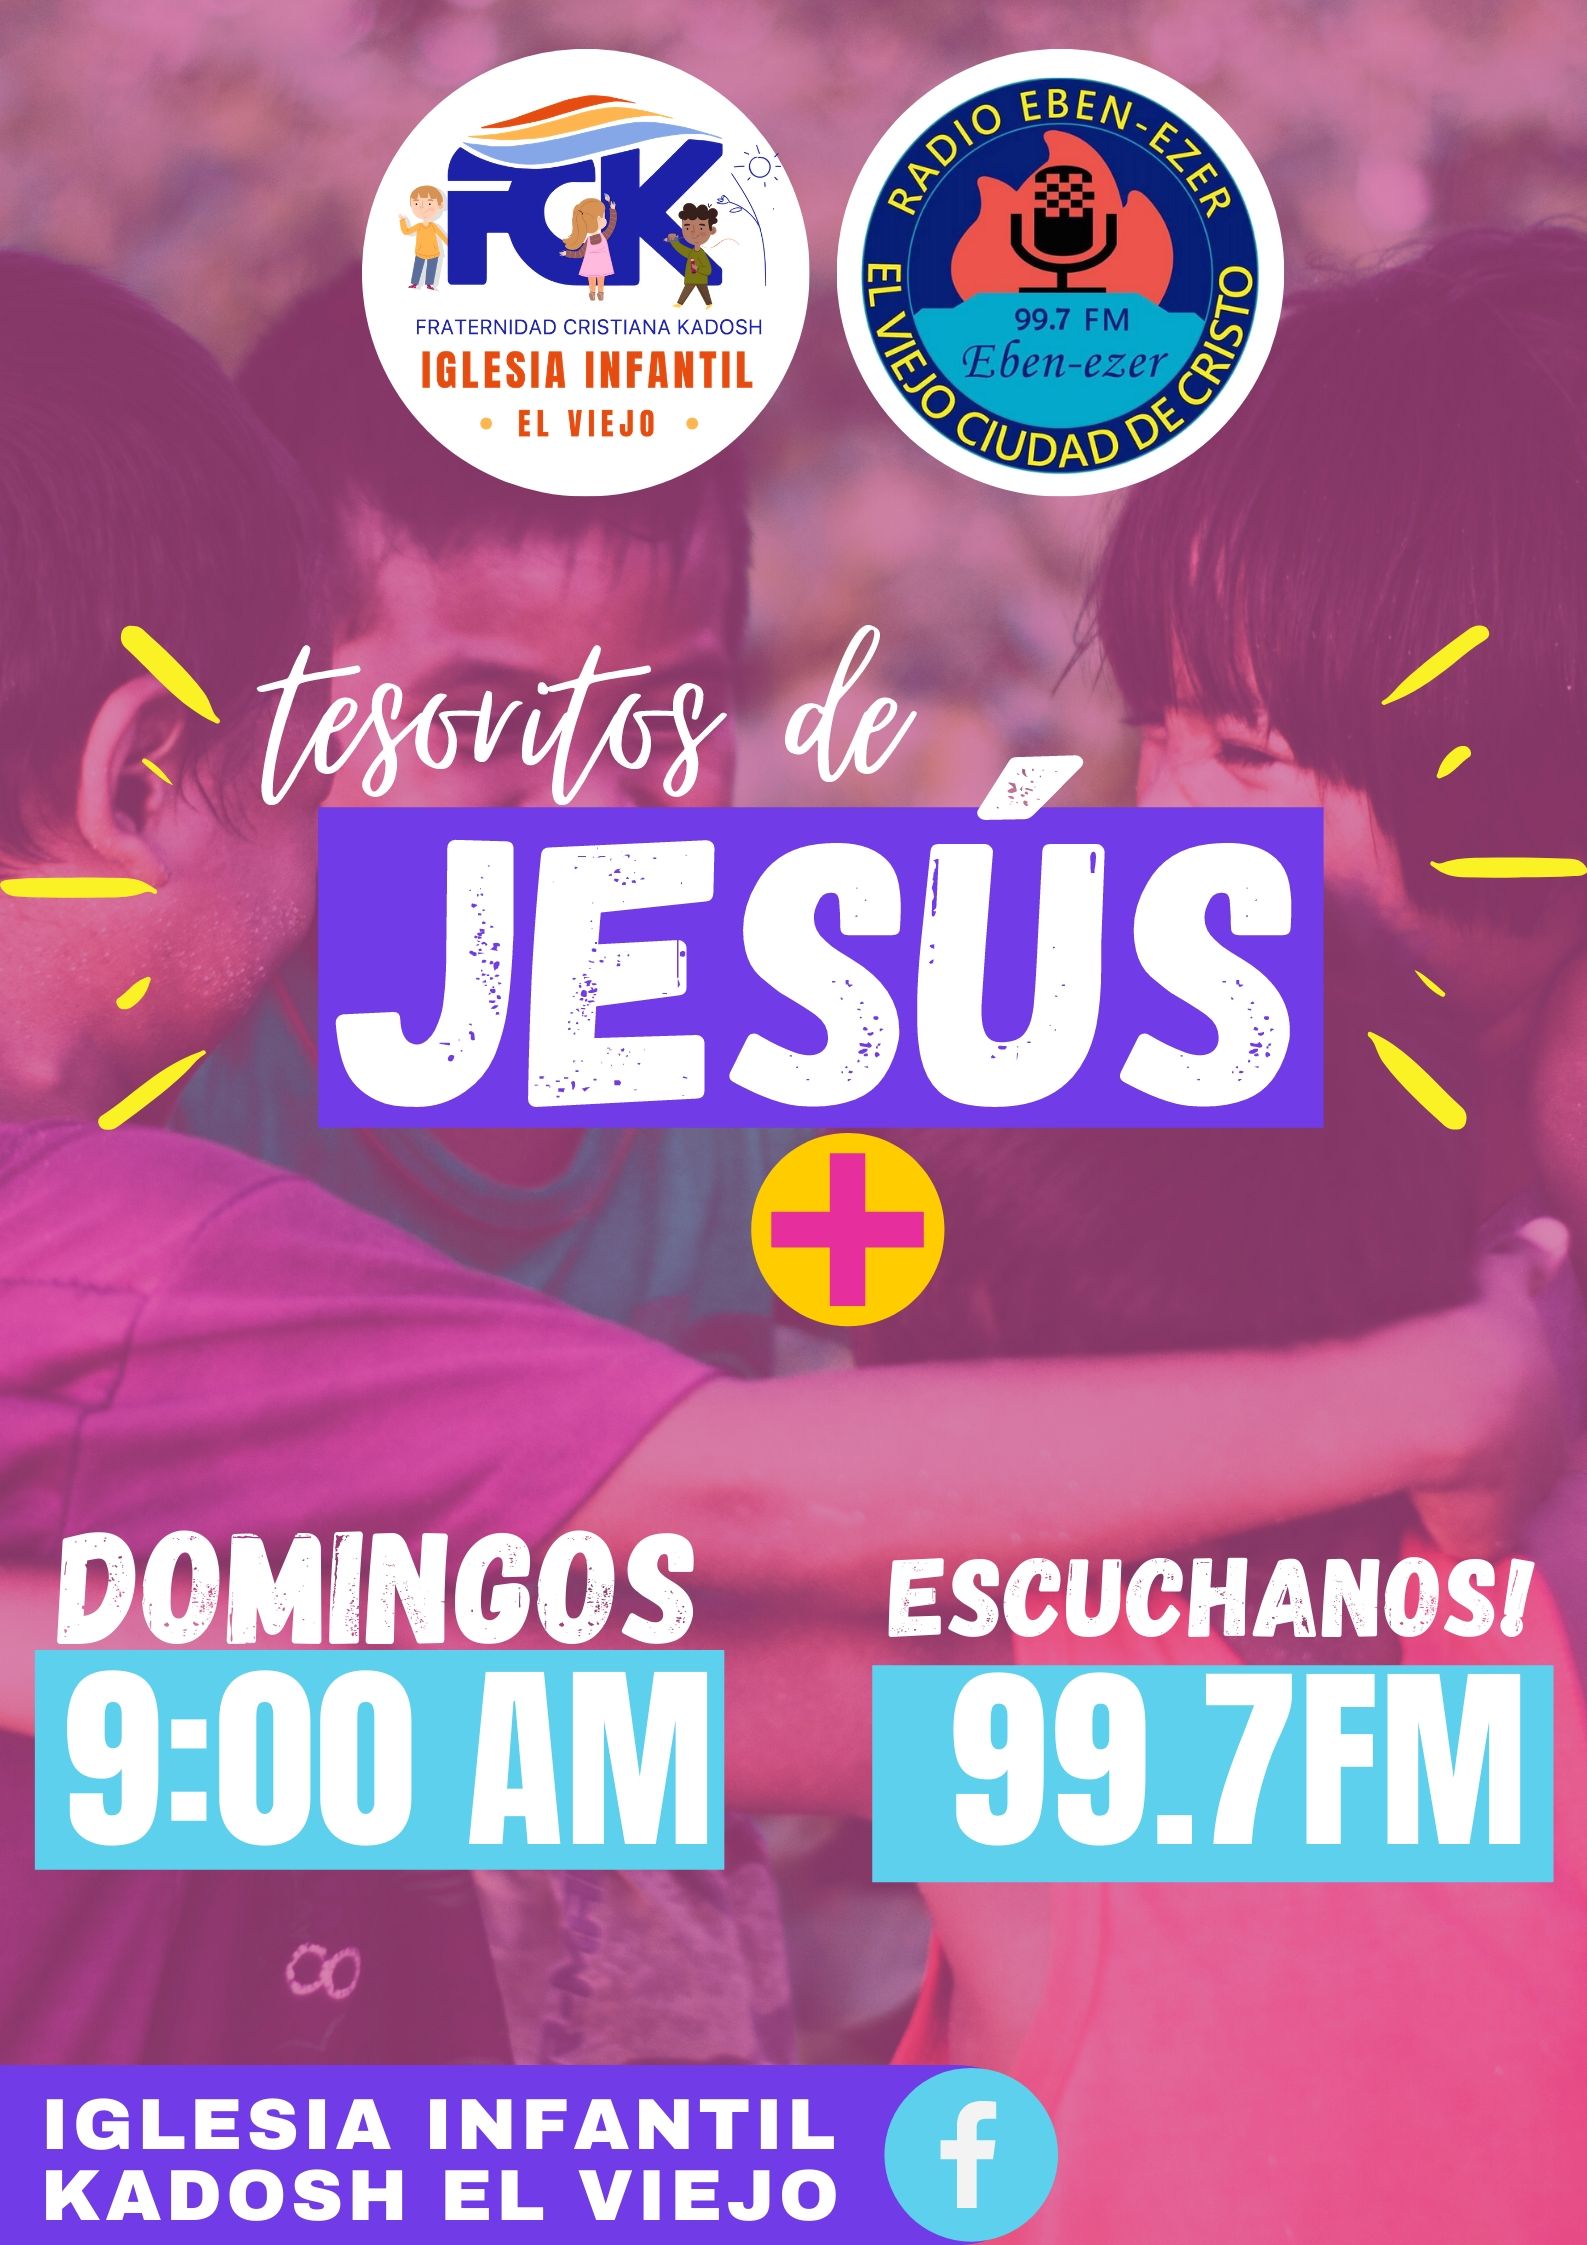 FCK
FRATERNIDAD CRISTIANA KADOSH
IGLESIA INFANTIL
• EL VIEJO •
RADIO EBEN-EZER
99.7 FM
Eben-ezer
EL VIEJO CIUDAD DE CRISTO
tesoritos de
JESÚS
+
DOMINGOS
9:00 AM
ESCUCHANOS!
99.7FM
IGLESIA INFANTIL
KADOSH EL VIEJO
f